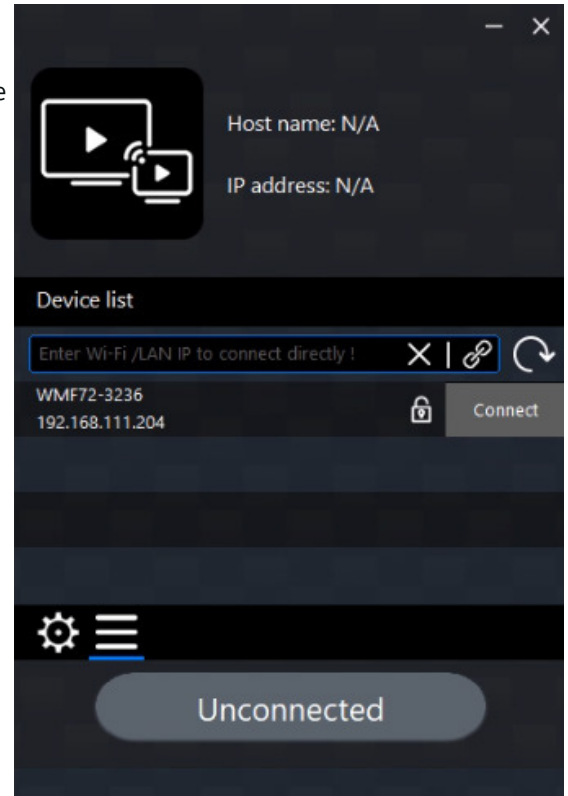 e
Host name: N/A
IP address: N/A
Device list
Enter Wi-Fi /LAN IP to connect directly !
WMF72-3236
192.168.111.204
Connect
Unconnected